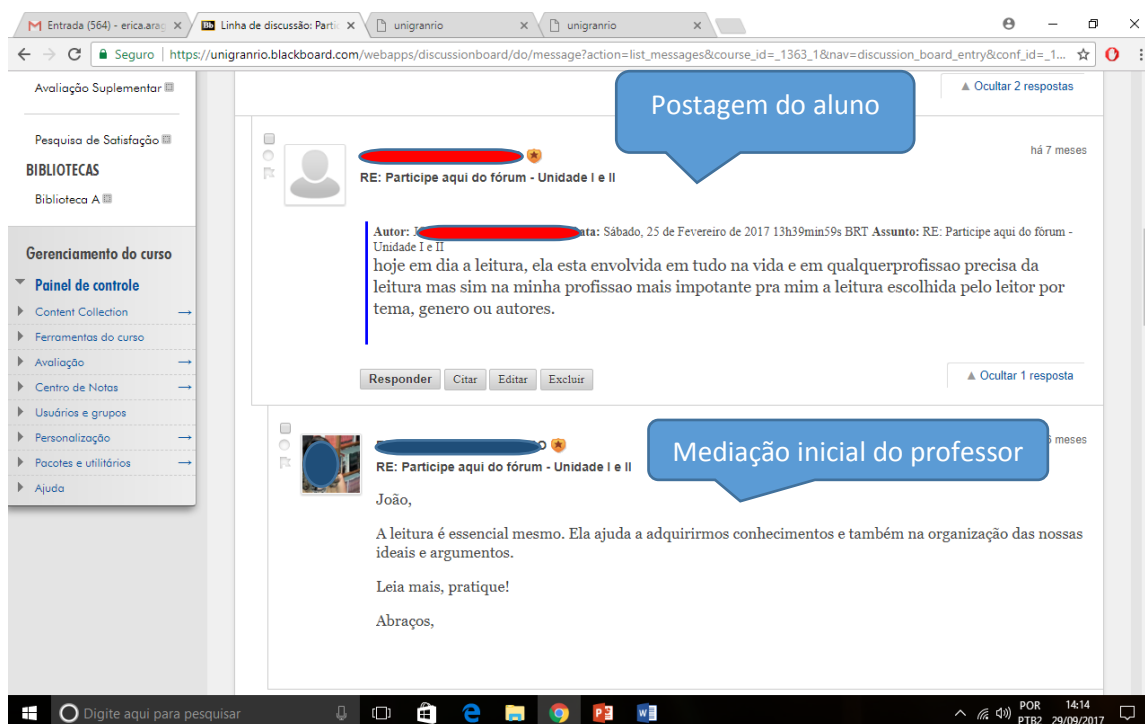 Entrada (564) - erica.arag
Linha de discussão: Partic
unigranrio
unigranrio
Seguro | https://unigranrio.blackboard.com/webapps/discussionboard/do/message?action=list_messages&course_id=_1363_1&nav=discussion_board_entry&conf_id=_1...
Avaliação Suplementar
Pesquisa de Satisfação
BIBLIOTECAS
Biblioteca A
Gerenciamento do curso
Painel de controle
Content Collection
Ferramentas do curso
Avaliação
Centro de Notas
Usuários e grupos
Personalização
Pacotes e utilitários
Ajuda
Ocultar 2 respostas
Postagem do aluno
há 7 meses
RE: Participe aqui do fórum - Unidade I e II
Autor: J ata: Sábado, 25 de Fevereiro de 2017 13h39min59s BRT Assunto: RE: Participe aqui do fórum -
Unidade I e II
hoje em dia a leitura, ela esta envolvida em tudo na vida e em qualquerprofissao precisa da
leitura mas sim na minha profissao mais impotante pra mim a leitura escolhida pelo leitor por
tema, genero ou autores.
Responder Citar Editar Excluir
Ocultar 1 resposta
Mediação inicial do professor
meses
RE: Participe aqui do fórum - Unidade I e II
João,
A leitura é essencial mesmo. Ela ajuda a adquirirmos conhecimentos e também na organização das nossas
ideais e argumentos.
Leia mais, pratique!
Abraços,
Digite aqui para pesquisar
POR 14:14
PTB2 29/09/2017